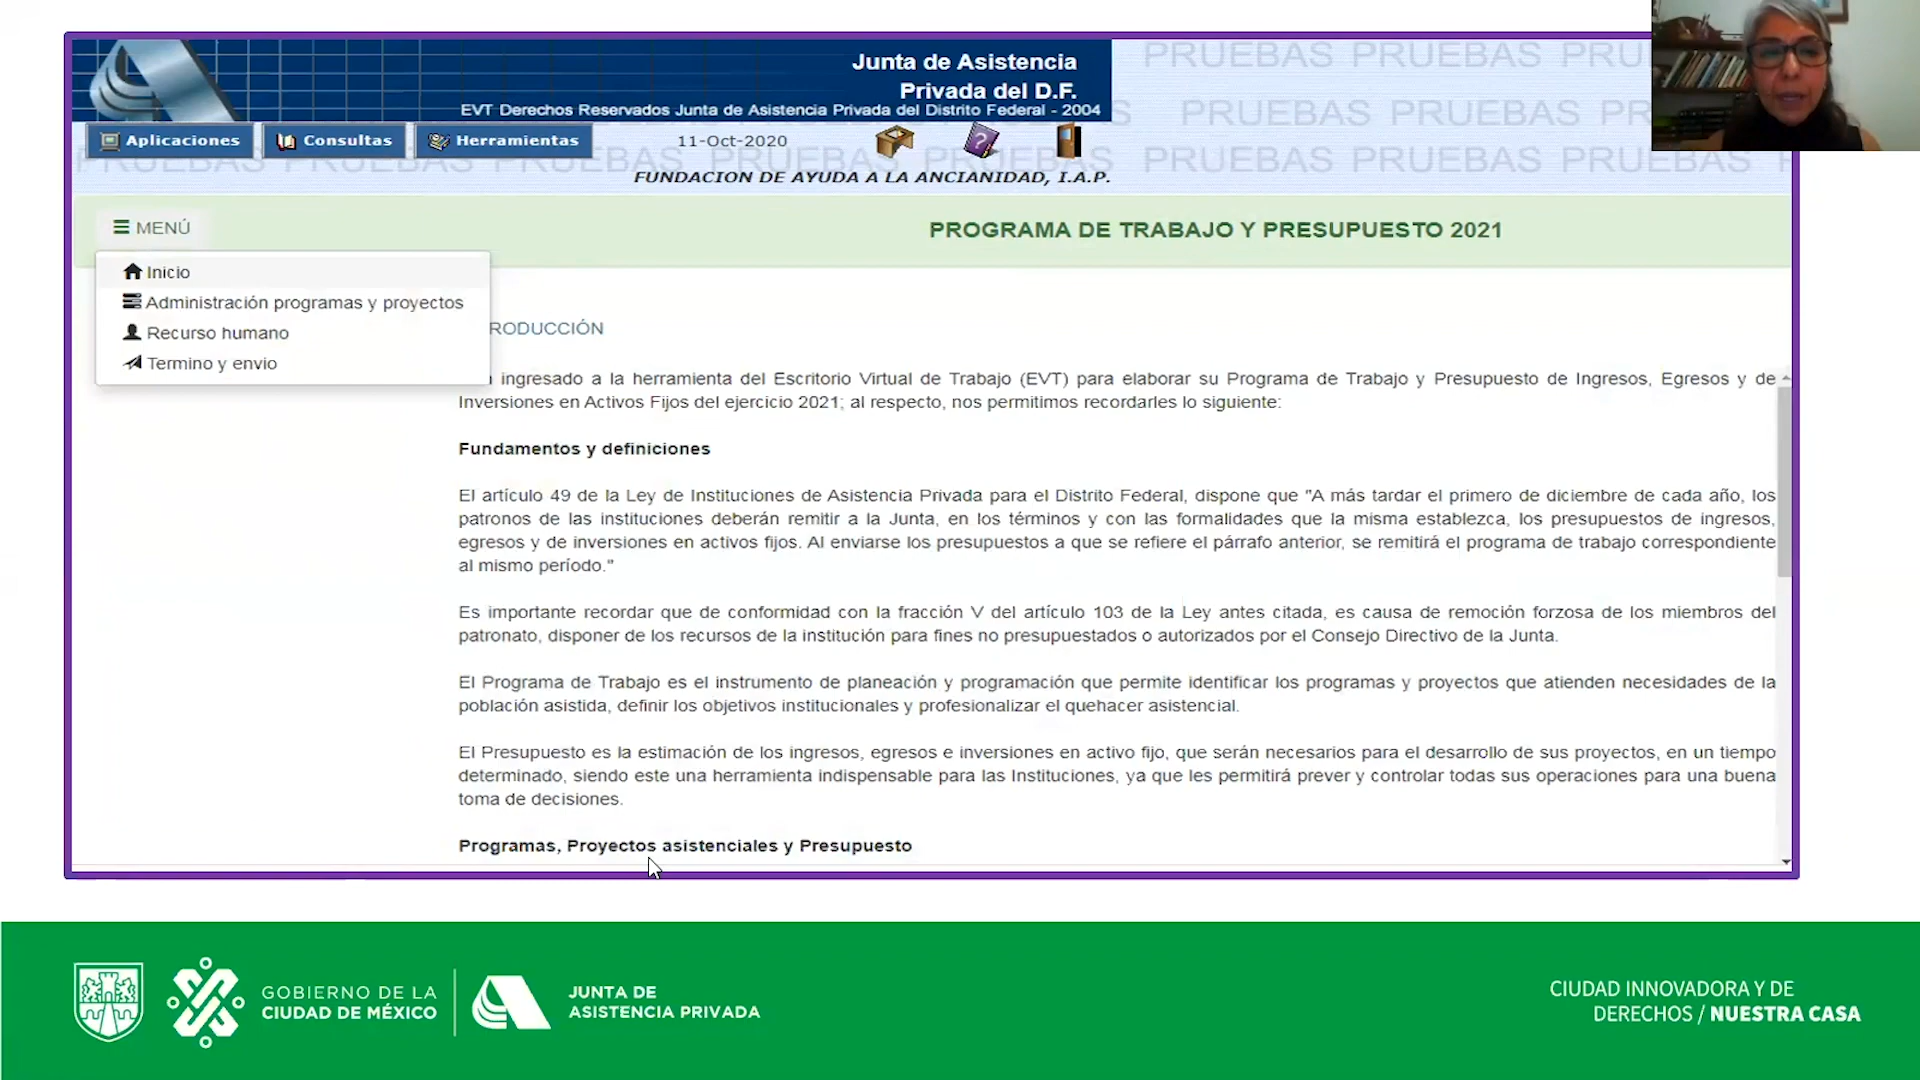 Junta de Asistencia
Privada del D.F.
EVT Derechos Reservados Junta de Asistencia Privada del Distrito Federal - 2004
PRUEBAS PRUEBAS
PRUEBAS PRUEBAS
PRUEBAS PRUEBAS
Aplicaciones
Consultas
Herramientas
11-Oct-2020
FUNDACION DE AYUDA A LA ANCIANIDAD, I.A.P.
MENÚ
PROGRAMA DE TRABAJO Y PRESUPUESTO 2021
Inicio
Administración programas y proyectos
Recurso humano
Termino y envio
RODUCCIÓN
ingresado a la herramienta del Escritorio Virtual de Trabajo (EVT) para elaborar su Programa de Trabajo y Presupuesto de Ingresos, Egresos y de
Inversiones en Activos Fijos del ejercicio 2021; al respecto, nos permitimos recordarles lo siguiente:
Fundamentos y definiciones
El artículo 49 de la Ley de Instituciones de Asistencia Privada para el Distrito Federal, dispone que "A más tardar el primero de diciembre de cada año, los
patronos de las instituciones deberán remitir a la Junta, en los términos y con las formalidades que la misma establezca, los presupuestos de ingresos,
egresos y de inversiones en activos fijos. Al enviarse los presupuestos a que se refiere el párrafo anterior, se remitirá el programa de trabajo correspondiente
al mismo período."
Es importante recordar que de conformidad con la fracción V del artículo 103 de la Ley antes citada, es causa de remoción forzosa de los miembros del
patronato, disponer de los recursos de la institución para fines no presupuestados o autorizados por el Consejo Directivo de la Junta.
El Programa de Trabajo es el instrumento de planeación y programación que permite identificar los programas y proyectos que atienden necesidades de la
población asistida, definir los objetivos institucionales y profesionalizar el quehacer asistencial.
El Presupuesto es la estimación de los ingresos, egresos e inversiones en activo fijo, que serán necesarios para el desarrollo de sus proyectos, en un tiempo
determinado, siendo este una herramienta indispensable para las Instituciones, ya que les permitirá prever y controlar todas sus operaciones para una buena
toma de decisiones.
Programas, Proyectos asistenciales y Presupuesto
GOBIERNO DE LA
CIUDAD DE MÉXICO
JUNTA DE
ASISTENCIA PRIVADA
CIUDAD INNOVADORA Y DE
DERECHOS / NUESTRA CASA